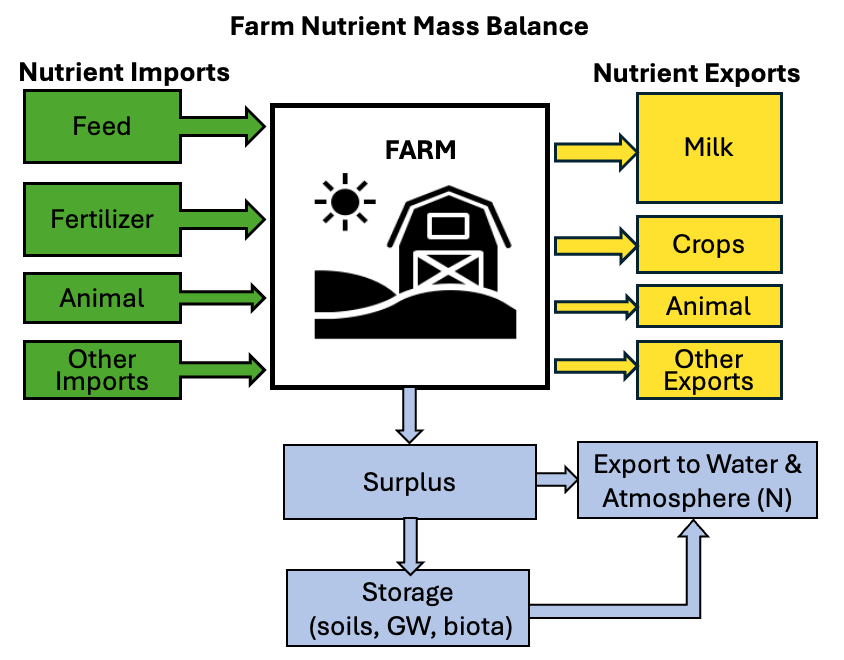 Farm Nutrient Mass Balance
Nutrient Imports
Nutrient Exports
Feed
Fertilizer
Animal
Other
Imports
FARM
Milk
Crops
Animal
Other
Exports
Surplus
Export to Water &
Atmosphere (N)
Storage
(soils, GW, biota)